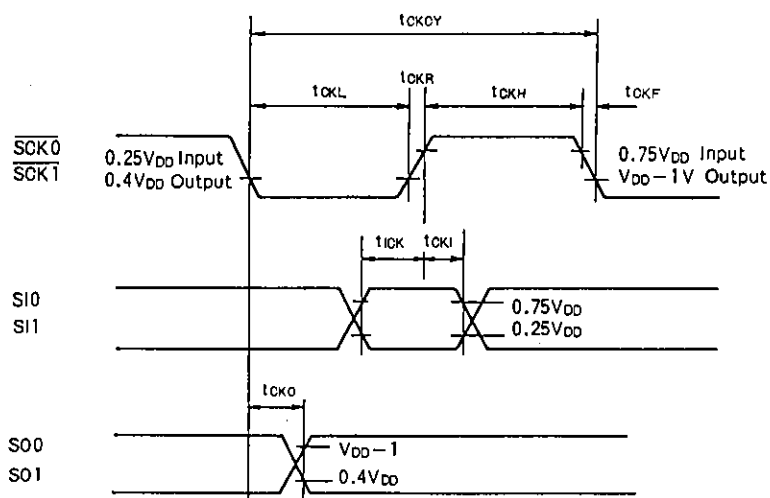 tCKCY
tCKR
tCKL
tCKH
tCKF
SCK0
SCK1
0.25VDD Input
0.4VDD Output
0.75VDD Input
VDD−1V Output
tICK
tCKI
SI0
SI1
0.75VDD
0.25VDD
tCKO
SO0
SO1
VDD−1
0.4VDD